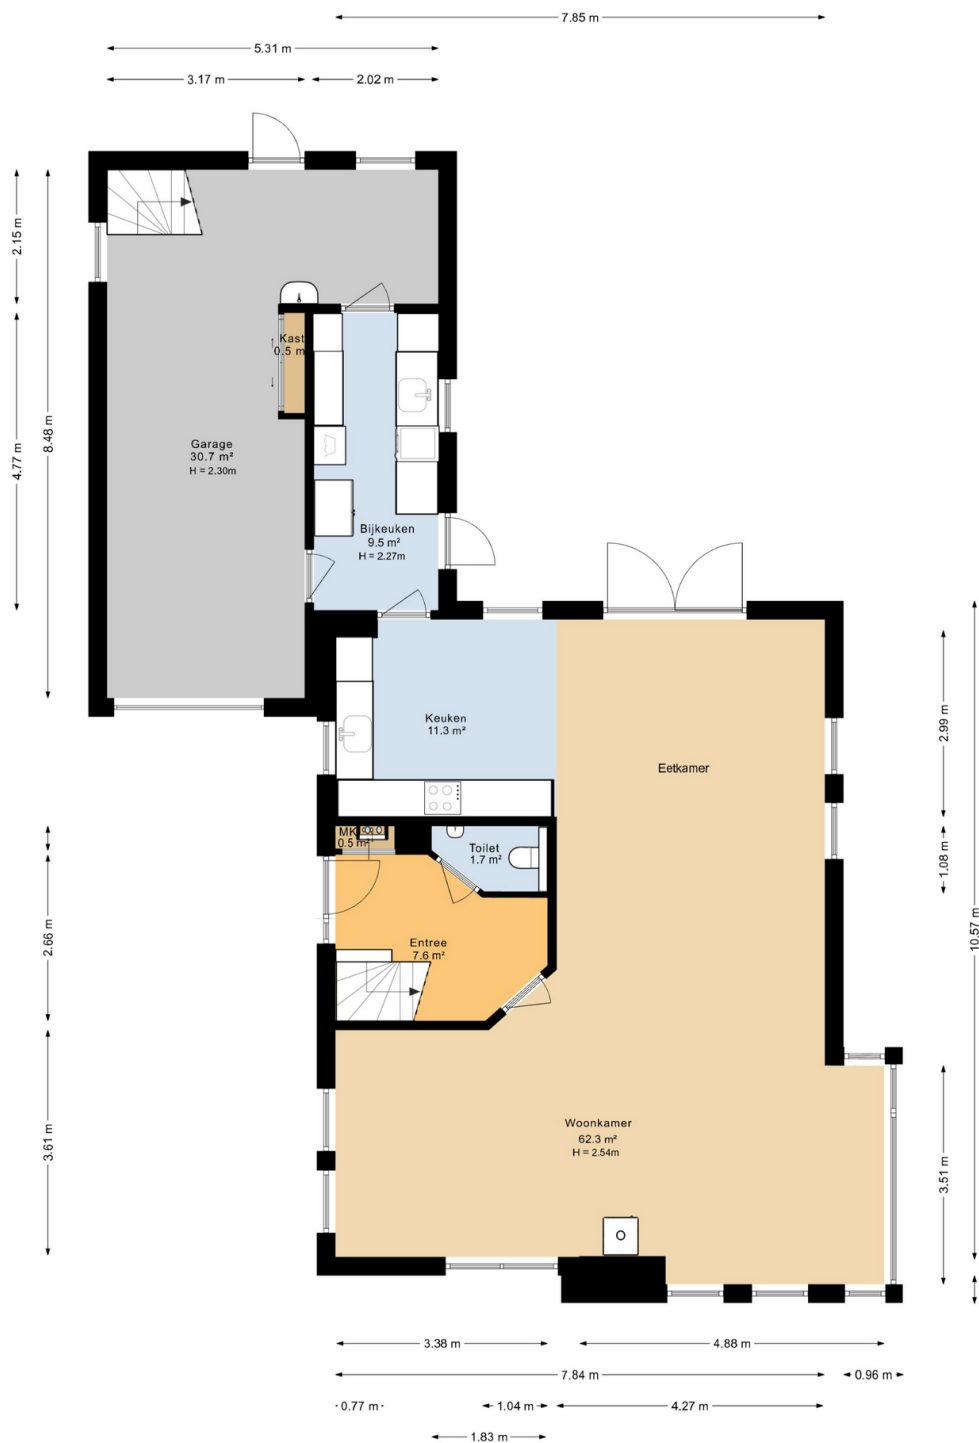 7.85 m
5.31 m
3.17 m
2.02 m
2.15 m
8.48 m
4.77 m
Kast
0.5 m
Garage
30.7 m²
H = 2.30m
Bijkeuken
9.5 m²
H = 2.27m
Keuken
11.3 m²
Eetkamer
2.99 m
MK
0.5 m²
Toilet
1.7 m²
1.08 m
10.57 m
2.66 m
Entree
7.6 m²
Woonkamer
62.3 m²
H = 2.54m
3.61 m
3.51 m
3.38 m
4.88 m
7.84 m
0.96 m
0.77 m
1.04 m
4.27 m
1.83 m